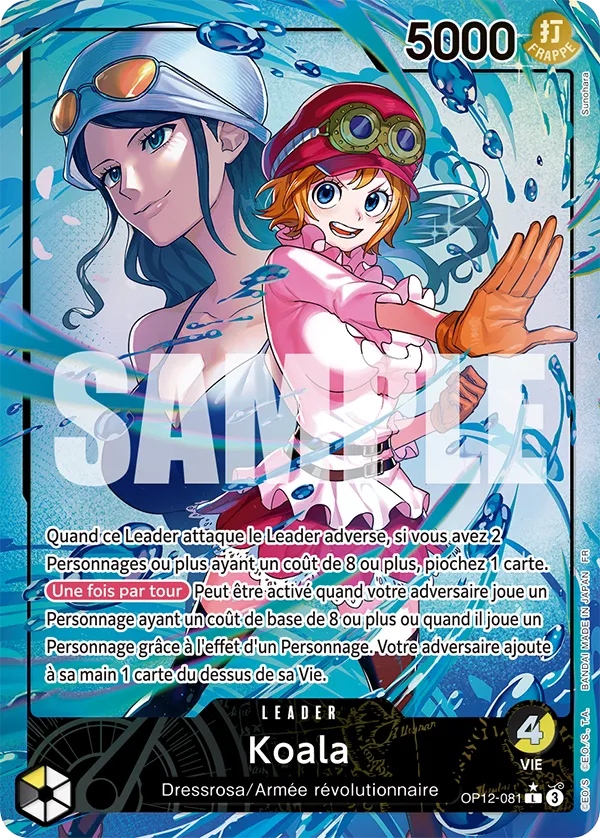 5000
打
FRAPPE
Sunohara
SAMPLE
Quand ce Leader attaque le Leader adverse, si vous avez 2
Personnages ou plus ayant un coût de 8 ou plus, piochez 1 carte.
Une fois par tour Peut être activé quand votre adversaire joue un
Personnage ayant un coût de base de 8 ou plus ou quand il joue un
Personnage grâce à l'effet d'un Personnage. Votre adversaire ajoute
à sa main 1 carte du dessus de sa Vie.
©E.O/S ©E.O./S., T.A. BANDAI MADE IN JAPAN FR
LEADER
Koala
4
VIE
Dressrosa/Armée révolutionnaire
OP12-081 ★ L 3